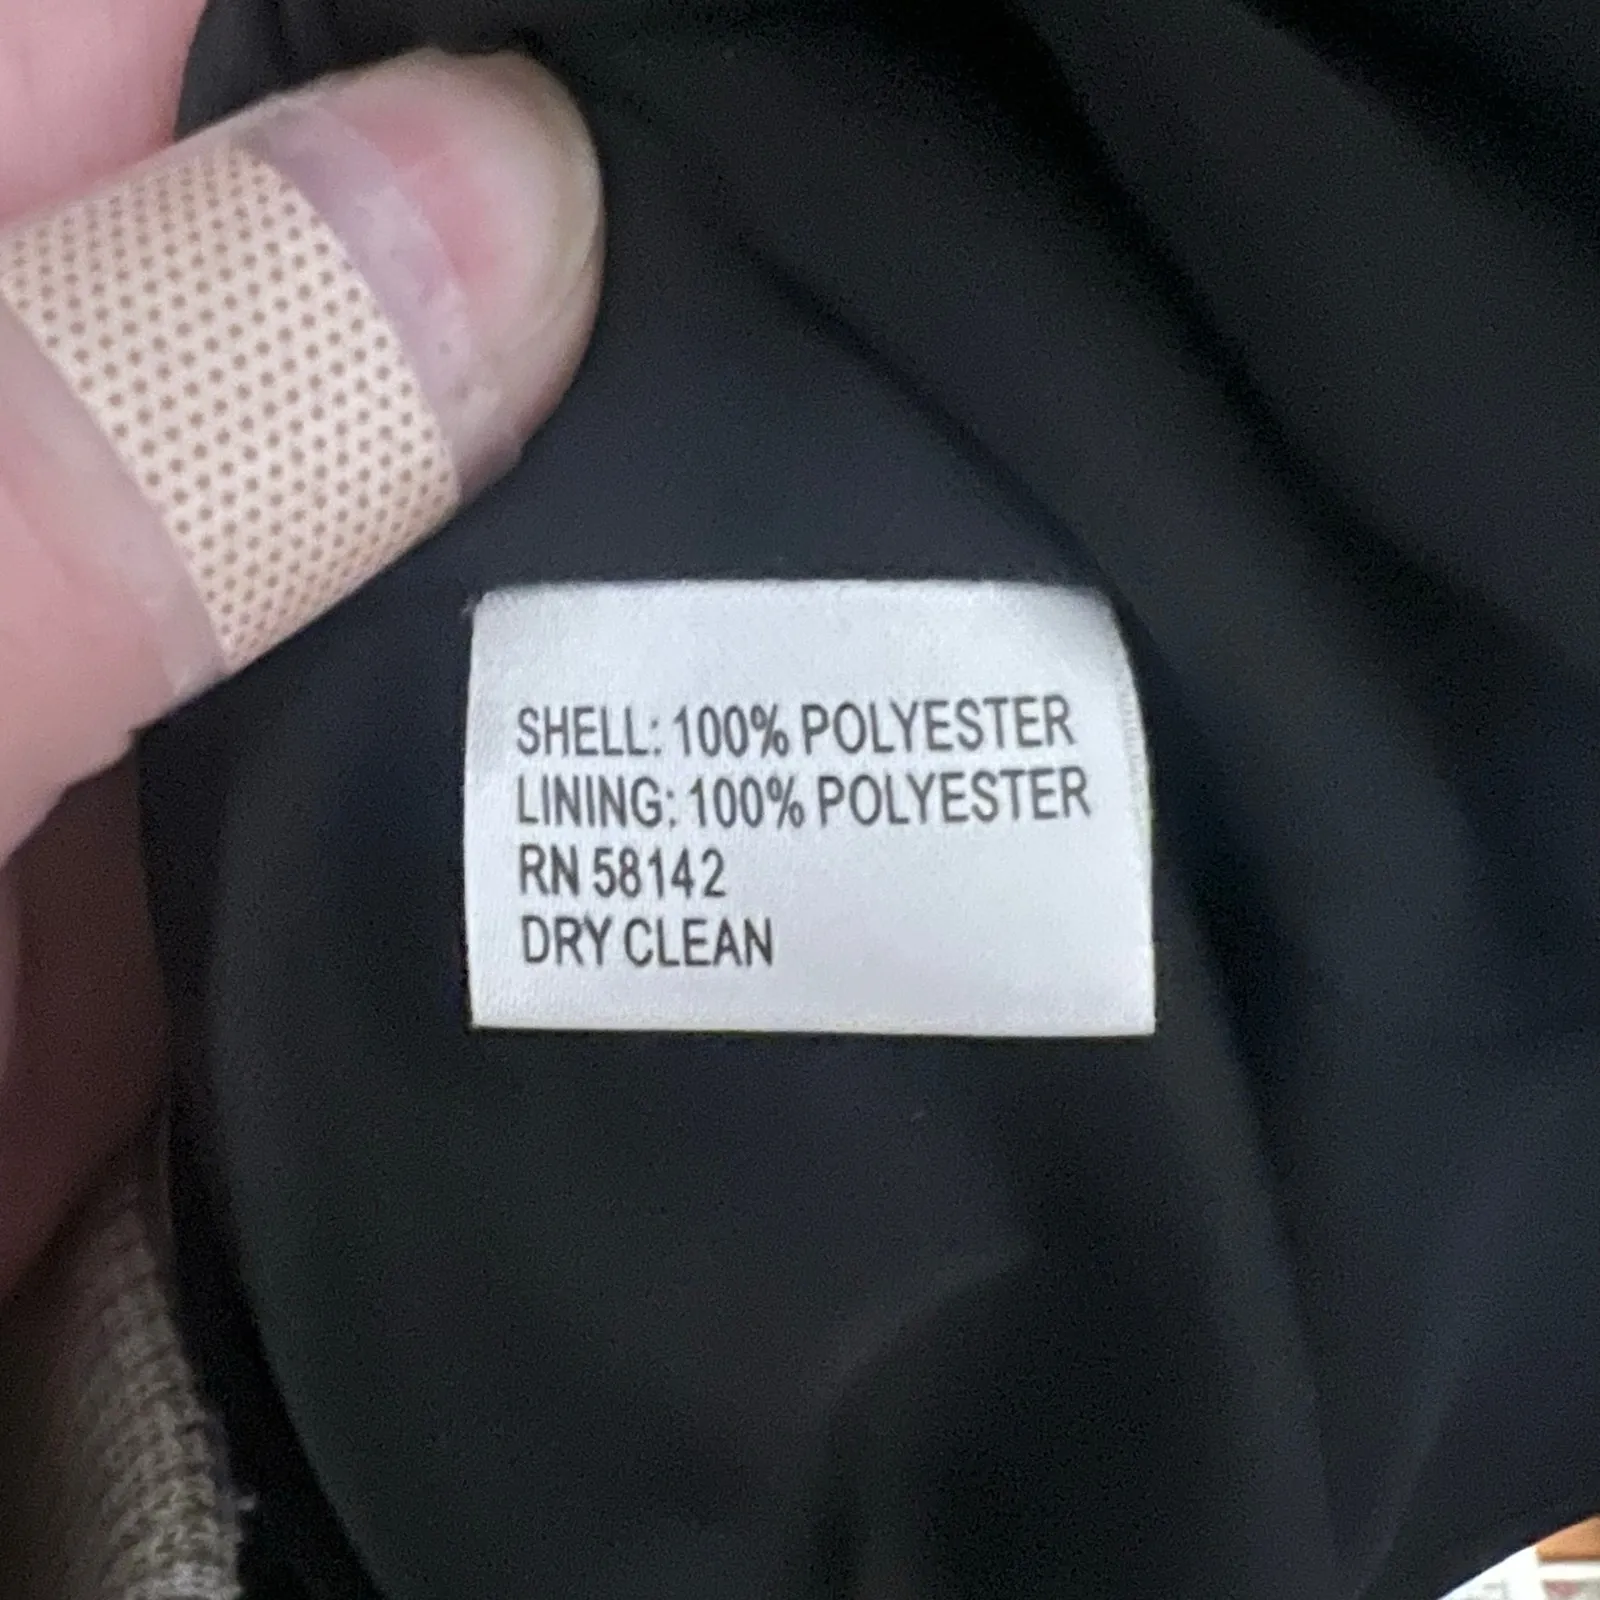 SHELL: 100% POLYESTER
LINING: 100% POLYESTER
RN 58142
DRY CLEAN